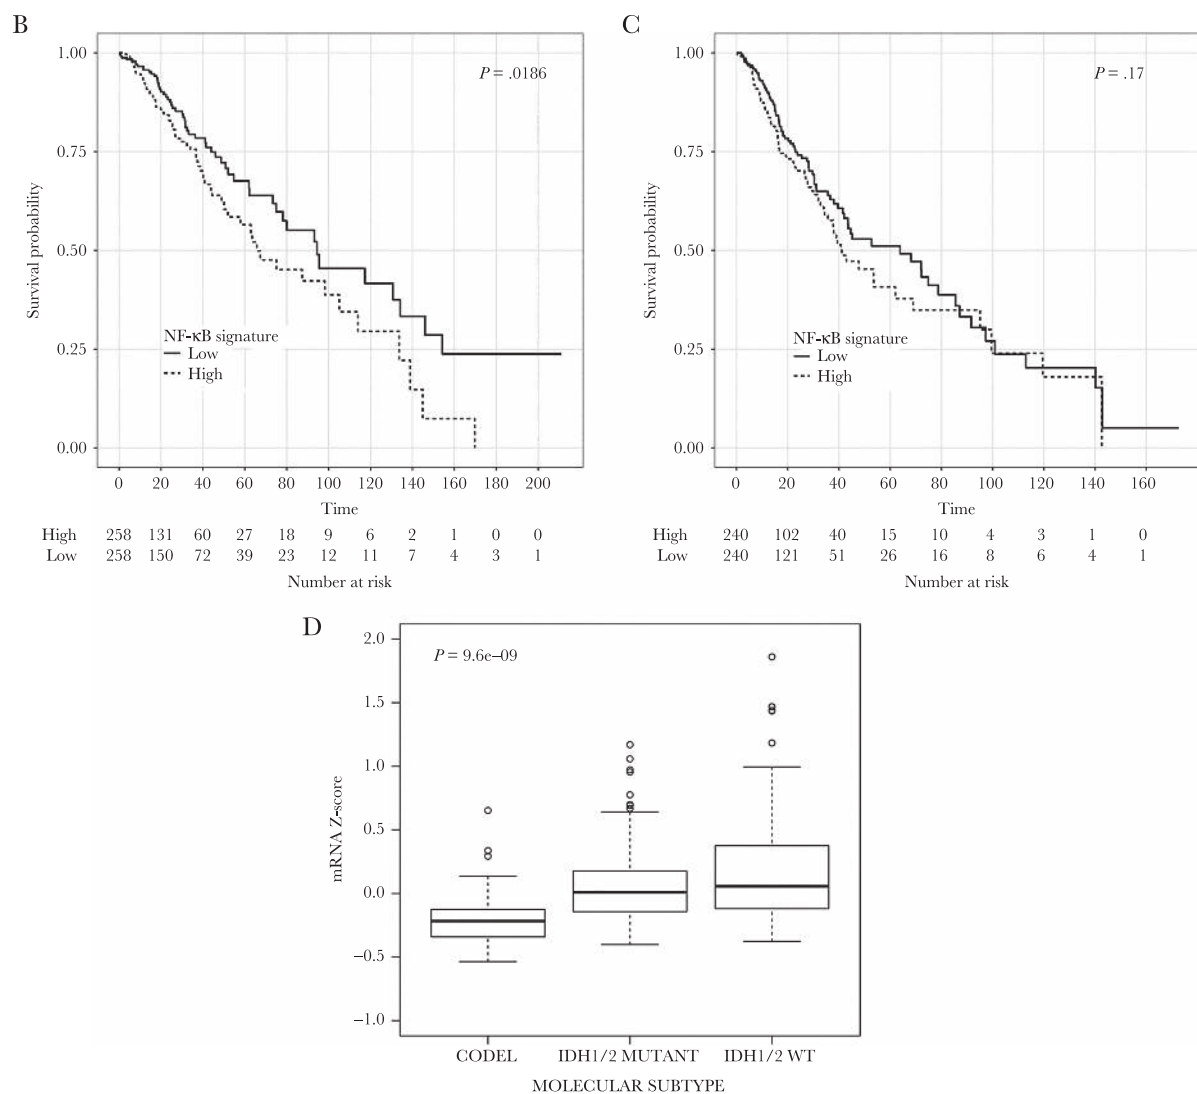 B
1.00
0.75
0.50
0.25
0.00
Survival probability
P = .0186
NF-κB signature
Low
High
0 20 40 60 80 100 120 140 160 180 200
Time
High 258 131 60 27 18 9 6 2 1 0 0
Low 258 150 72 39 23 12 11 7 4 3 1
Number at risk
C
1.00
0.75
0.50
0.25
0.00
Survival probability
P = .17
NF-κB signature
Low
High
0 20 40 60 80 100 120 140 160
Time
High 240 102 40 15 10 4 3 1 0
Low 240 121 51 26 16 8 6 4 1
Number at risk
D
2.0
1.5
1.0
0.5
0.0
−0.5
−1.0
mRNA Z-score
P = 9.6e–09
CODEL IDH1/2 MUTANT IDH1/2 WT
MOLECULAR SUBTYPE